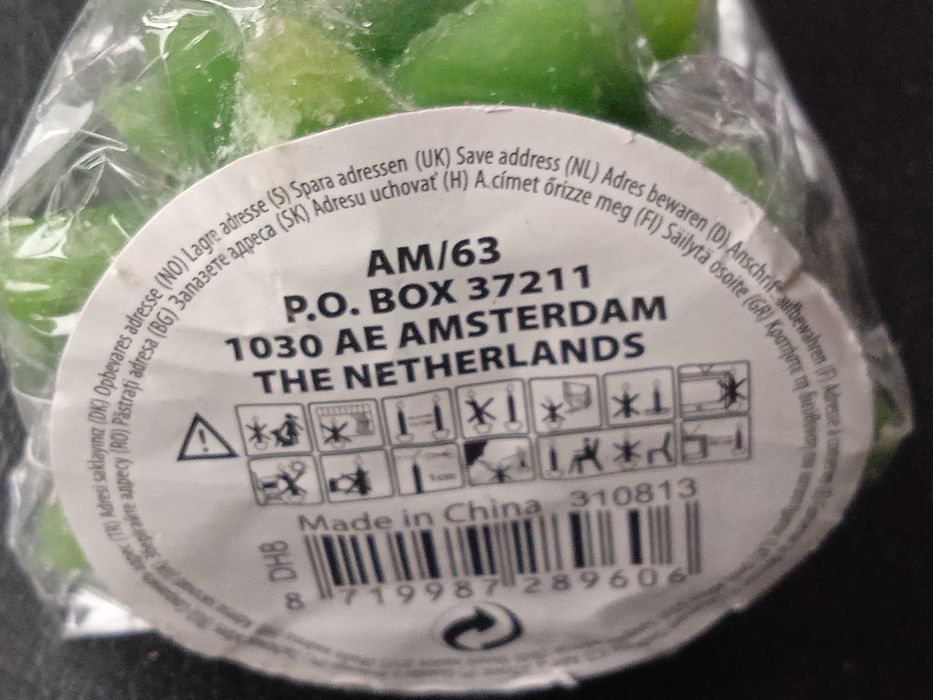 (TR) Adresi saklayınız (DK) Opbevares adresse (NO) Lagre adresse (S) Spara adressen (UK) Save address (NL) Adres bewaren (D) Anschrift aufbewahren (F)
(RO) Păstrați adresa (BG) Запазете адреса (SK) Adresu uchovať (H) A címet őrizze meg (FI) Säilytä osoite (GR)
AM/63
P.O. BOX 37211
1030 AE AMSTERDAM
THE NETHERLANDS
1cm
Made in China 310813
DHB
8 719987 289606